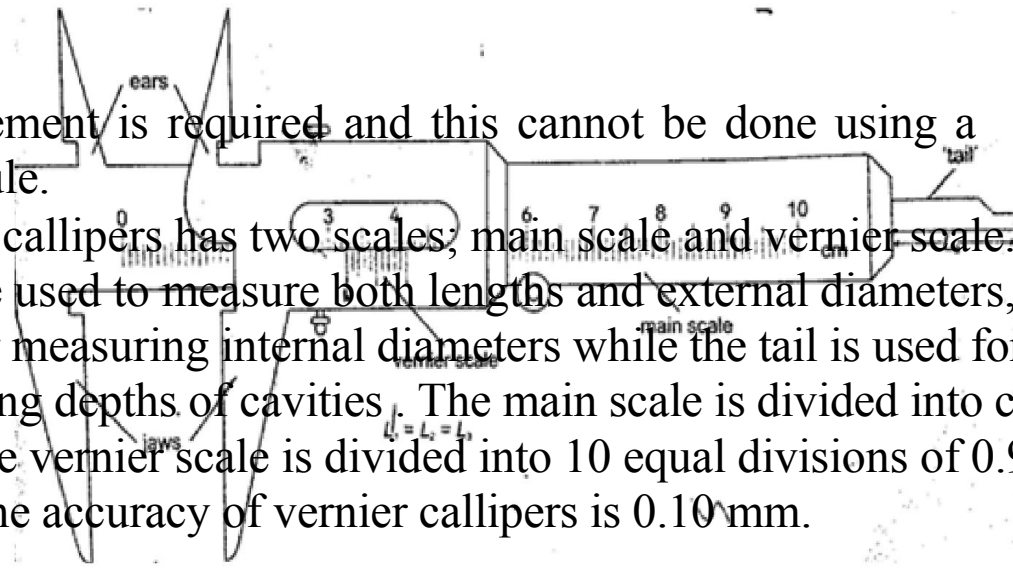 ears
ement is required and this cannot be done using a
'tail'
le.
0 3 4 6 7 8 9 10
callipers has two scales; main scale and vernier scale.
cm
used to measure both lengths and external diameters,
main scale
measuring internal diameters while the tail is used foi
vernier scale
ng depths of cavities . The main scale is divided into c
L₁ = L₂ = L₃
jaws
e vernier scale is divided into 10 equal divisions of 0.9
he accuracy of vernier callipers is 0.10 mm.